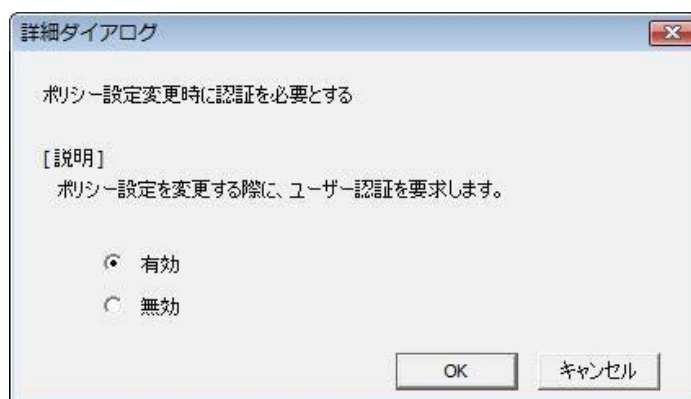 詳細ダイアログ
ポリシー設定変更時に認証を必要とする
[説明]
ポリシー設定を変更する際に、ユーザー認証を要求します。
有効
無効
OK
キャンセル